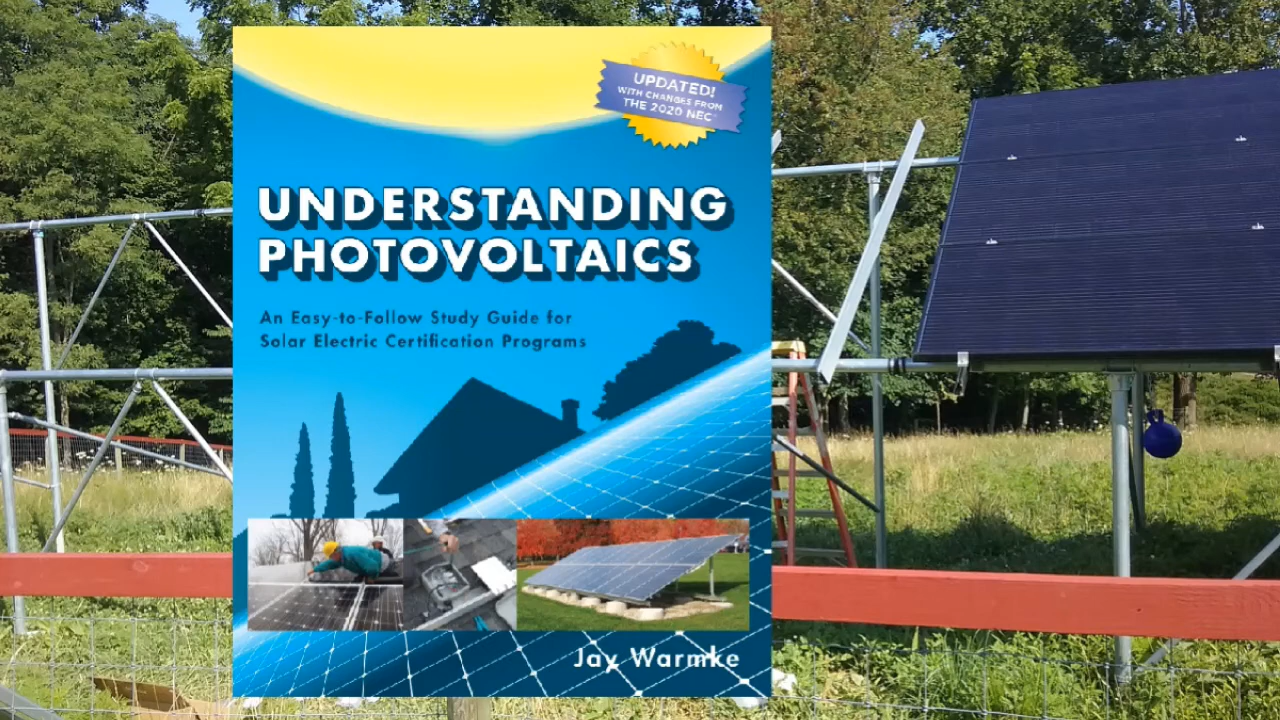 UPDATED!
WITH CHANGES FROM
THE 2020 NEC
UNDERSTANDING
PHOTOVOLTAICS
An Easy-to-Follow Study Guide for
Solar Electric Certification Programs
Jay Warmke